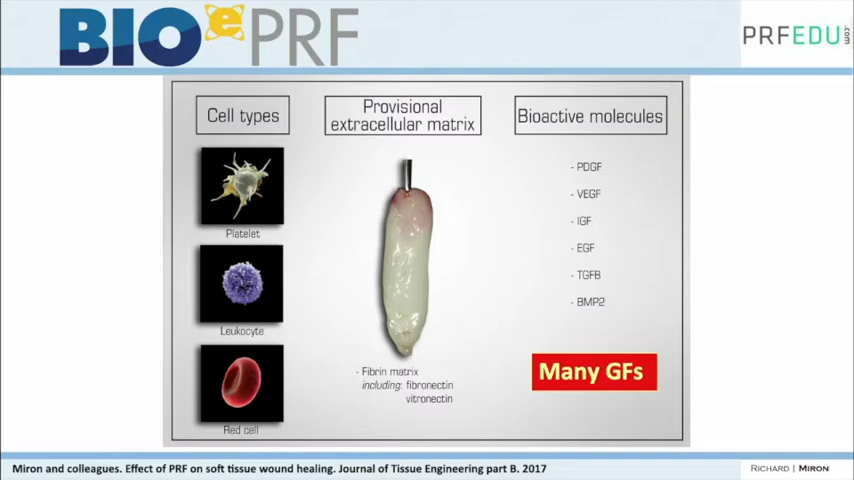 BIO e PRF
PRFEDU.com
Cell types
Platelet
Leukocyte
Red cell
Provisional
extracellular matrix
- Fibrin matrix
including: fibronectin
vitronectin
Bioactive molecules
- PDGF
- VEGF
- IGF
- EGF
- TGFB
- BMP2
Many GFs
Miron and colleagues. Effect of PRF on soft tissue wound healing. Journal of Tissue Engineering part B. 2017
RICHARD | MIRON